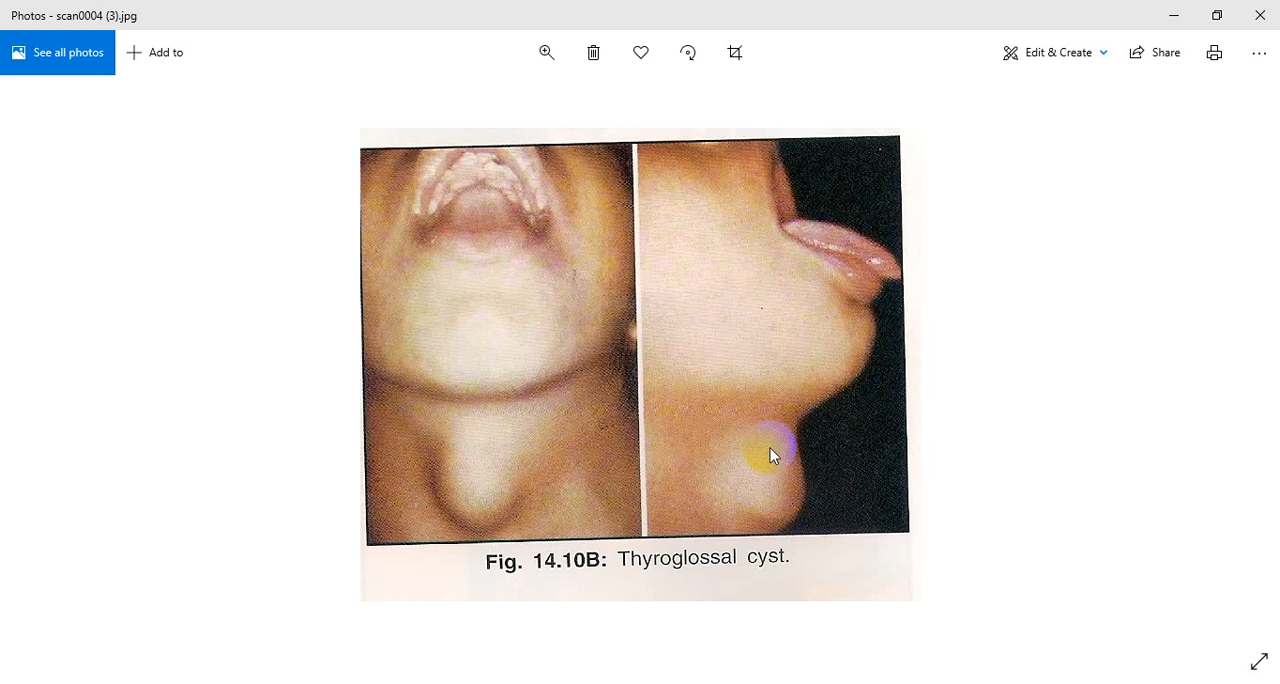 Photos - scan0004 (3).jpg
See all photos
Add to
Edit & Create
Share
Fig. 14.10B: Thyroglossal cyst.